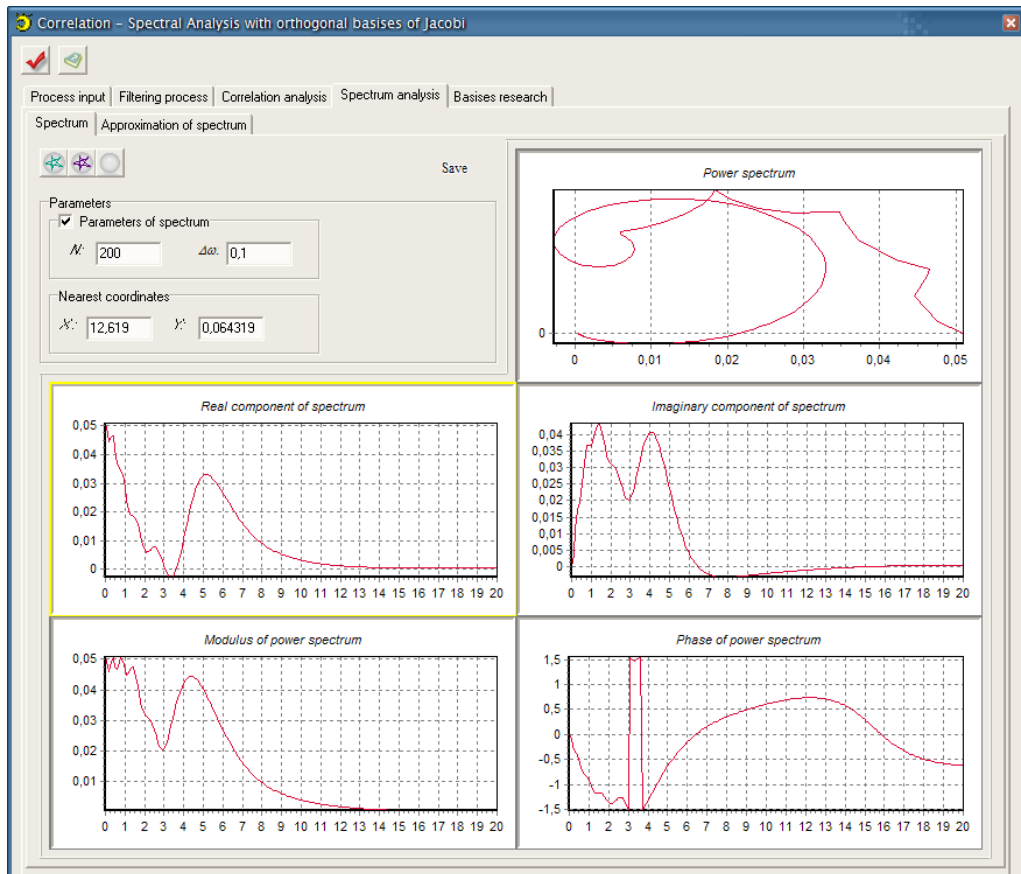 Correlation - Spectral Analysis with orthogonal basises of Jacobi
Process input Filtering process Correlation analysis Spectrum analysis Basises research
Spectrum Approximation of spectrum
Save
Parameters
Parameters of spectrum
N: 200 Δω: 0,1
Nearest coordinates
X: 12,619 Y: 0,064319
Power spectrum
0
0 0,01 0,02 0,03 0,04 0,05
Real component of spectrum
0,05
0,04
0,03
0,02
0,01
0
0 1 2 3 4 5 6 7 8 9 10 11 12 13 14 15 16 17 18 19 20
Imaginary component of spectrum
0,04
0,035
0,03
0,025
0,02
0,015
0,01
0,005
0
0 1 2 3 4 5 6 7 8 9 10 11 12 13 14 15 16 17 18 19 20
Modulus of power spectrum
0,05
0,04
0,03
0,02
0,01
0 1 2 3 4 5 6 7 8 9 10 11 12 13 14 15 16 17 18 19 20
Phase of power spectrum
1,5
1
0,5
0
-0,5
-1
-1,5
0 1 2 3 4 5 6 7 8 9 10 11 12 13 14 15 16 17 18 19 20